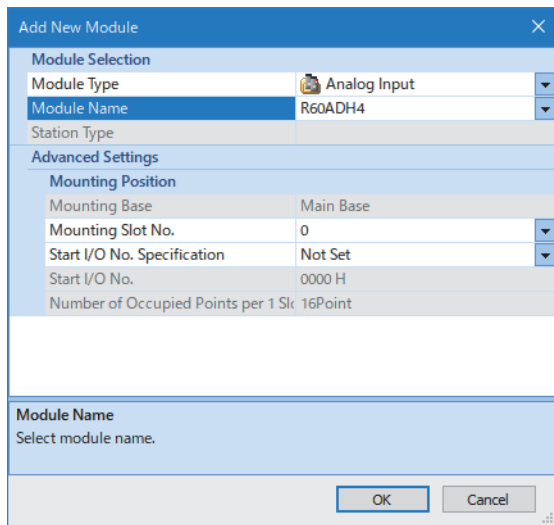 Add New Module
Module Selection
Module Type Analog Input
Module Name R60ADH4
Station Type
Advanced Settings
Mounting Position
Mounting Base Main Base
Mounting Slot No. 0
Start I/O No. Specification Not Set
Start I/O No. 0000 H
Number of Occupied Points per 1 Slc 16Point
Module Name
Select module name.
OK Cancel